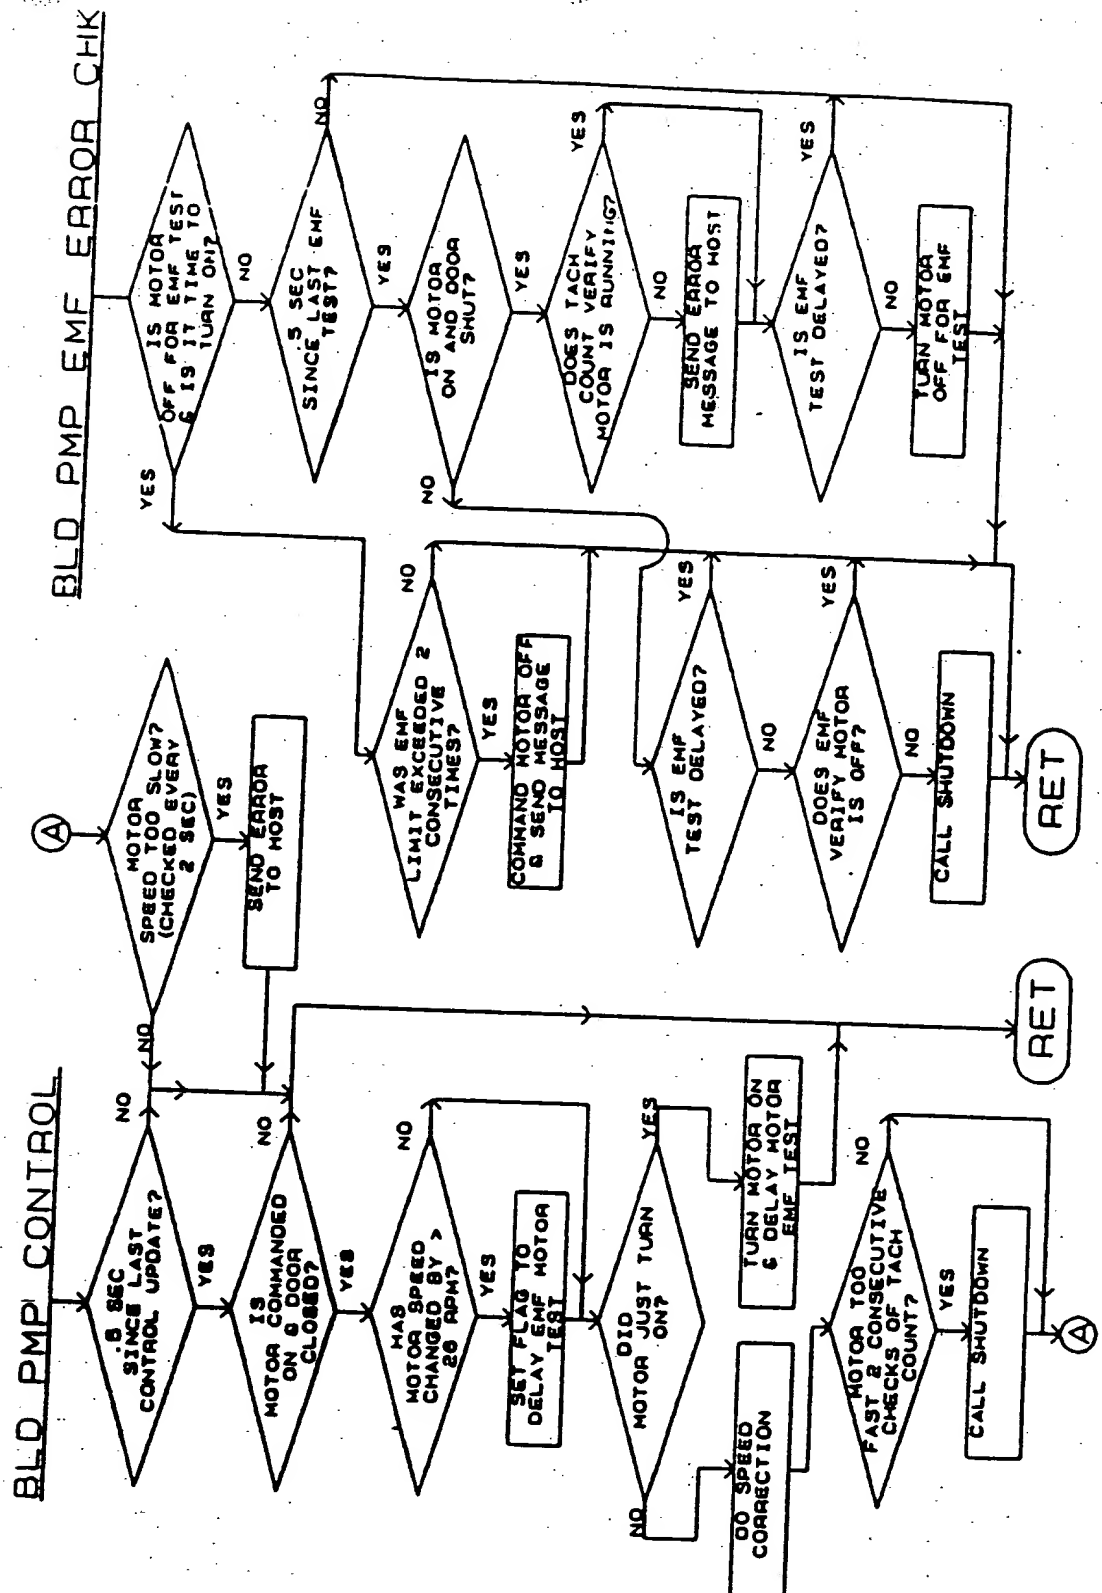 BLD PMP CONTROL
.5 SEC
SINCE LAST
CONTROL UPDATE?
NO
YES
IS
MOTOR COMMANDED
ON & DOOR
CLOSED?
NO
YES
HAS
MOTOR SPEED
CHANGED BY >
26 RPM?
NO
YES
SET FLAG TO
DELAY EMF MOTOR
TEST
DID
MOTOR JUST TURN
ON?
YES
NO
TURN MOTOR ON
& DELAY MOTOR
EMF TEST
DO SPEED
CORRECTION
MOTOR TOO
FAST 2 CONSECUTIVE
CHECKS OF TACH
COUNT?
NO
YES
CALL SHUTDOWN
A
A
MOTOR
SPEED TOO SLOW?
(CHECKED EVERY
2 SEC)
NO
YES
SEND ERROR
TO HOST
RET
BLD PMP EMF ERROR CHK
IS MOTOR
OFF FOR EMF TEST
& IS IT TIME TO
TURN ON?
YES
NO
.5 SEC
SINCE LAST EMF
TEST?
NO
YES
IS MOTOR
ON AND DOOR
SHUT?
NO
YES
DOES TACH
COUNT VERIFY
MOTOR IS RUNNING?
YES
NO
SEND ERROR
MESSAGE TO HOST
IS EMF
TEST DELAYED?
YES
NO
TURN MOTOR
OFF FOR EMF
TEST
WAS EMF
LIMIT EXCEEDED 2
CONSECUTIVE
TIMES?
NO
YES
COMMAND MOTOR OFF
& SEND MESSAGE
TO HOST
IS EMF
TEST DELAYED?
YES
NO
DOES EMF
VERIFY MOTOR
IS OFF?
YES
NO
CALL SHUTDOWN
RET